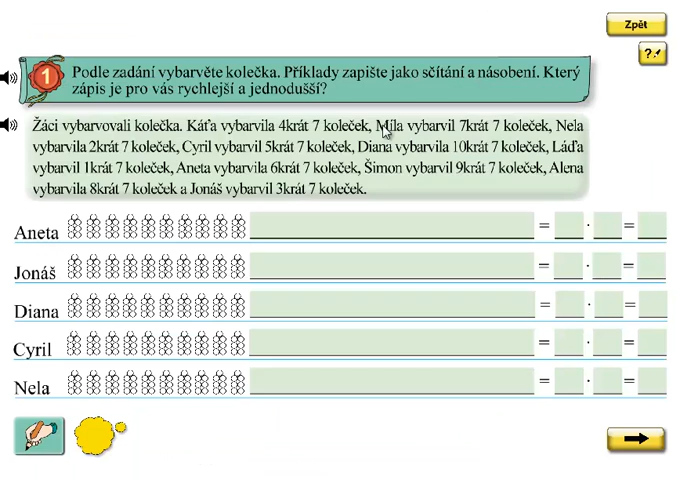 Zpět
?
1 Podle zadání vybarvěte kolečka. Příklady zapište jako sčítání a násobení. Který
zápis je pro vás rychlejší a jednodušší?
Žáci vybarvovali kolečka. Káťa vybarvila 4krát 7 koleček, Míla vybarvil 7krát 7 koleček, Nela
vybarvila 2krát 7 koleček, Cyril vybarvil 5krát 7 koleček, Diana vybarvila 10krát 7 koleček, Láďa
vybarvil 1krát 7 koleček, Aneta vybarvila 6krát 7 koleček, Šimon vybarvil 9krát 7 koleček, Alena
vybarvila 8krát 7 koleček a Jonáš vybarvil 3krát 7 koleček.
Aneta = · =
Jonáš = · =
Diana = · =
Cyril = · =
Nela = · =